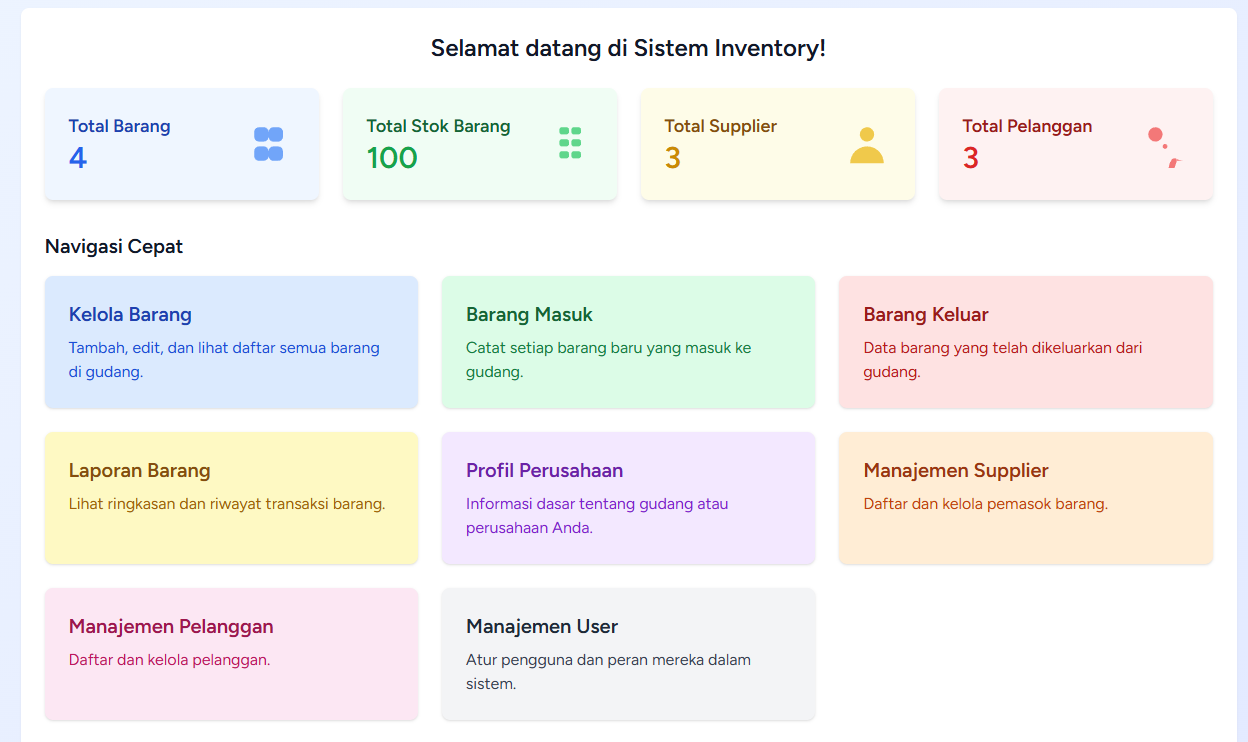 Selamat datang di Sistem Inventory!
Total Barang
4
Total Stok Barang
100
Total Supplier
3
Total Pelanggan
3
Navigasi Cepat
Kelola Barang
Tambah, edit, dan lihat daftar semua barang
di gudang.
Barang Masuk
Catat setiap barang baru yang masuk ke
gudang.
Barang Keluar
Data barang yang telah dikeluarkan dari
gudang.
Laporan Barang
Lihat ringkasan dan riwayat transaksi barang.
Profil Perusahaan
Informasi dasar tentang gudang atau
perusahaan Anda.
Manajemen Supplier
Daftar dan kelola pemasok barang.
Manajemen Pelanggan
Daftar dan kelola pelanggan.
Manajemen User
Atur pengguna dan peran mereka dalam
sistem.